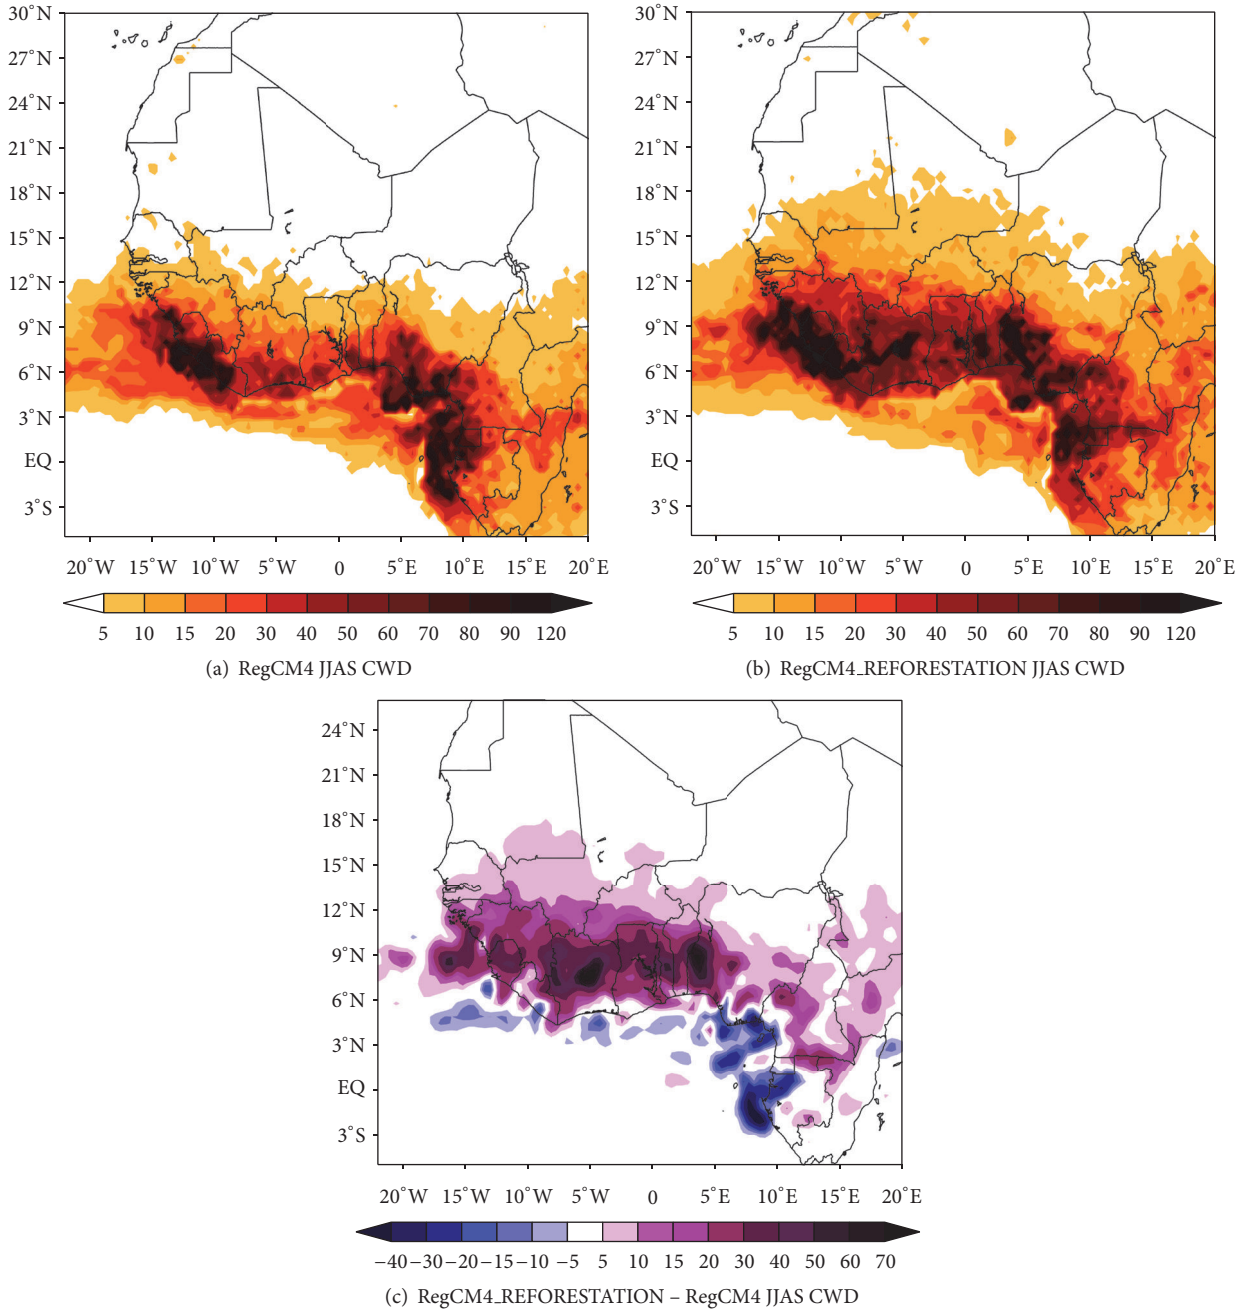 30°N
27°N
24°N
21°N
18°N
15°N
12°N
9°N
6°N
3°N
EQ
3°S
20°W 15°W 10°W 5°W 0 5°E 10°E 15°E 20°E
5 10 15 20 30 40 50 60 70 80 90 120
(a) RegCM4 JJAS CWD
30°N
27°N
24°N
21°N
18°N
15°N
12°N
9°N
6°N
3°N
EQ
3°S
20°W 15°W 10°W 5°W 0 5°E 10°E 15°E 20°E
5 10 15 20 30 40 50 60 70 80 90 120
(b) RegCM4_REFORESTATION JJAS CWD
24°N
21°N
18°N
15°N
12°N
9°N
6°N
3°N
EQ
3°S
20°W 15°W 10°W 5°W 0 5°E 10°E 15°E 20°E
−40 −30 −20 −15 −10 −5 5 10 15 20 30 40 50 60 70
(c) RegCM4_REFORESTATION – RegCM4 JJAS CWD